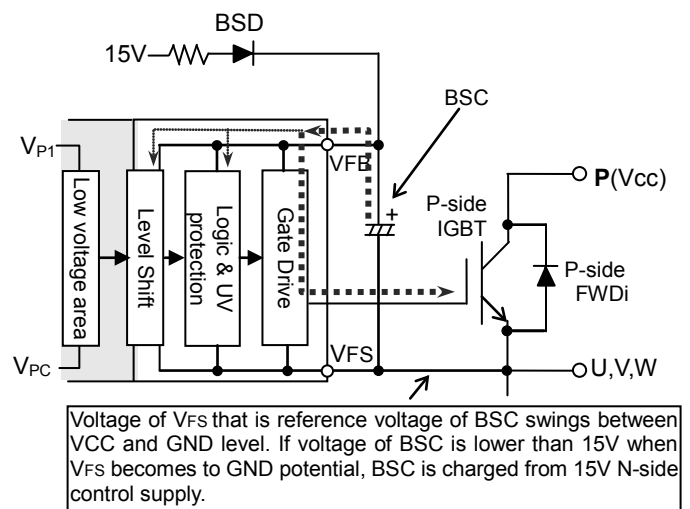 BSD
15V
BSC
VP1
VFB
+
P(Vcc)
P-side
IGBT
Low voltage area
Level Shift
Logic & UV
protection
Gate Drive
P-side
FWDi
VPC
VFS
U,V,W
Voltage of VFS that is reference voltage of BSC swings between
VCC and GND level. If voltage of BSC is lower than 15V when
VFS becomes to GND potential, BSC is charged from 15V N-side
control supply.